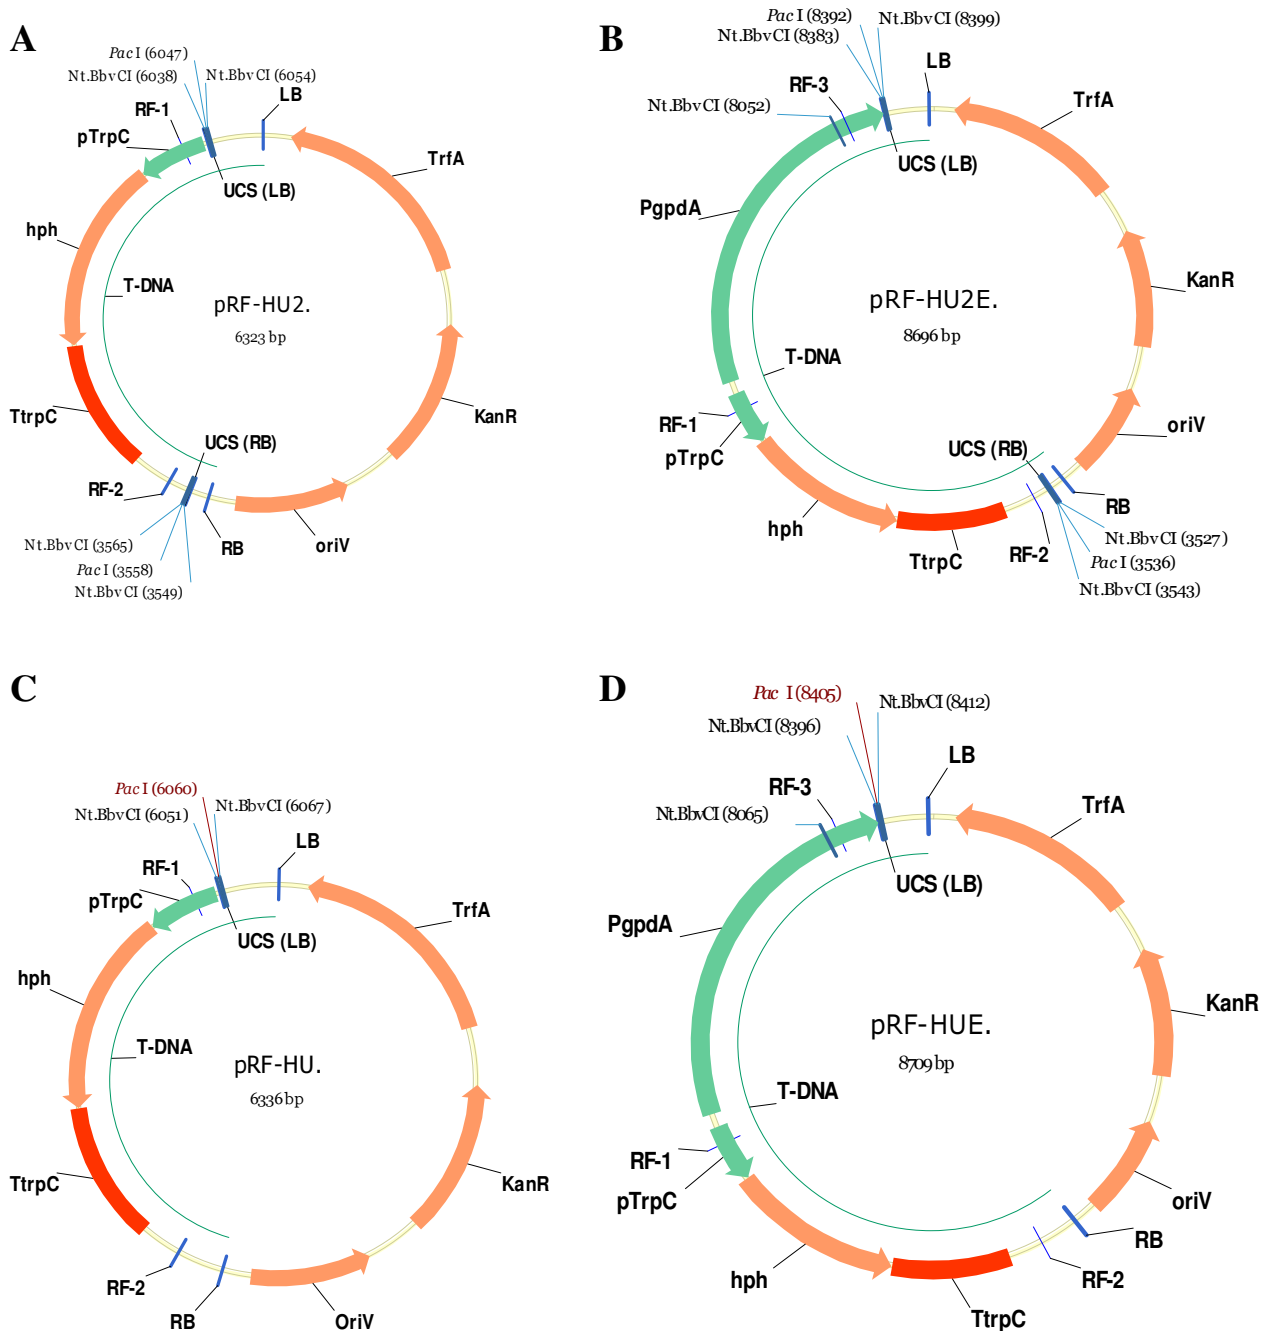 A
PacI (6047)
Nt.BbvCI (6038)
Nt.BbvCI (6054)
LB
RF-1
pTrpC
TrfA
UCS (LB)
hph
T-DNA
pRF-HU2.
6323 bp
TtrpC
KanR
UCS (RB)
RF-2
RB
oriV
Nt.BbvCI (3565)
PacI (3558)
Nt.BbvCI (3549)
B
PacI (8392)
Nt.BbvCI (8399)
Nt.BbvCI (8383)
LB
RF-3
Nt.BbvCI (8052)
TrfA
UCS (LB)
PgpdA
KanR
pRF-HU2E.
8696 bp
T-DNA
RF-1
pTrpC
oriV
UCS (RB)
RB
hph
TtrpC
RF-2
Nt.BbvCI (3527)
PacI (3536)
Nt.BbvCI (3543)
C
PacI (6060)
Nt.BbvCI (6051)
Nt.BbvCI (6067)
LB
RF-1
pTrpC
TrfA
UCS (LB)
hph
T-DNA
pRF-HU.
6336 bp
TtrpC
KanR
RF-2
RB
OriV
D
Pac I (8405)
Nt.BbvCI (8412)
Nt.BbvCI (8396)
LB
RF-3
TrfA
Nt.BbvCI (8065)
UCS (LB)
PgpdA
KanR
pRF-HUE.
8709 bp
T-DNA
RF-1
pTrpC
oriV
RB
hph
RF-2
TtrpC